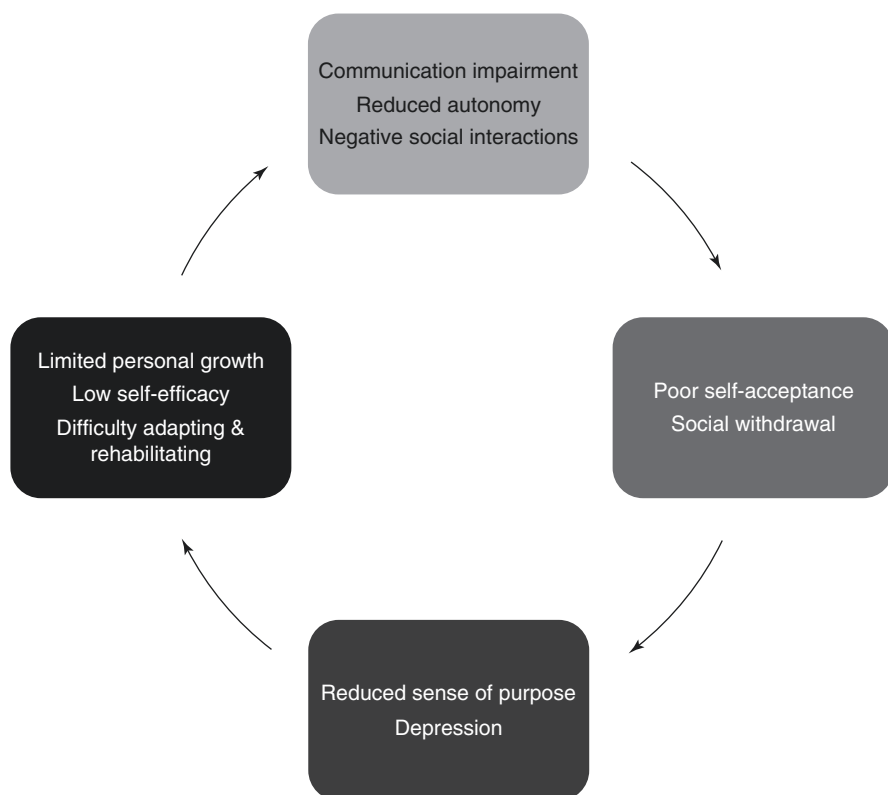 Communication impairment
Reduced autonomy
Negative social interactions
Poor self-acceptance
Social withdrawal
Reduced sense of purpose
Depression
Limited personal growth
Low self-efficacy
Difficulty adapting &
rehabilitating